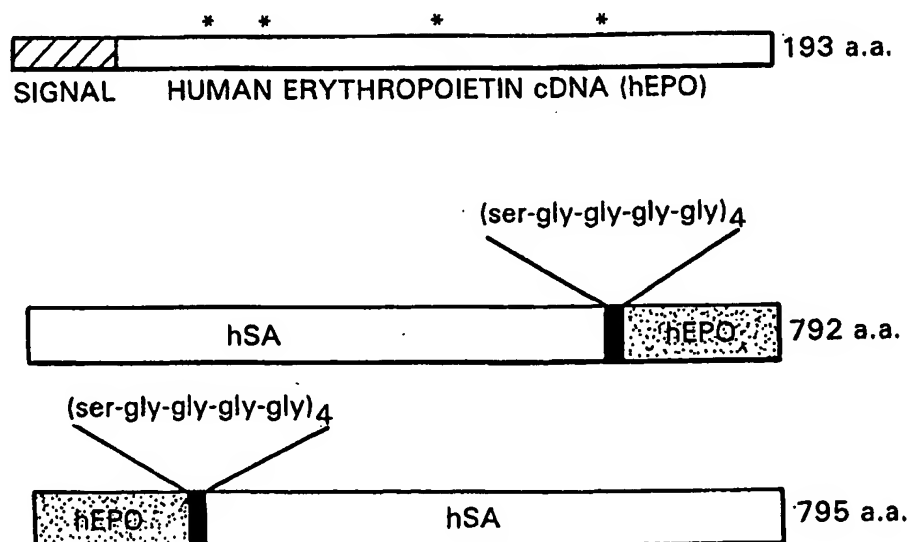 * * * *
193 a.a.
SIGNAL HUMAN ERYTHROPOIETIN cDNA (hEPO)
(ser-gly-gly-gly-gly)4
hSA hEPO 792 a.a.
(ser-gly-gly-gly-gly)4
hEPO hSA 795 a.a.